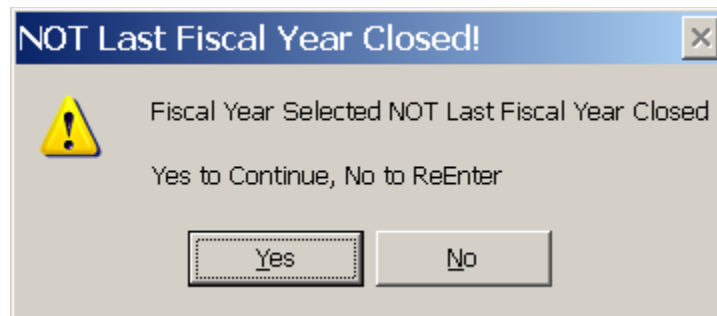 NOT Last Fiscal Year Closed!
Fiscal Year Selected NOT Last Fiscal Year Closed
Yes to Continue, No to ReEnter
Yes No